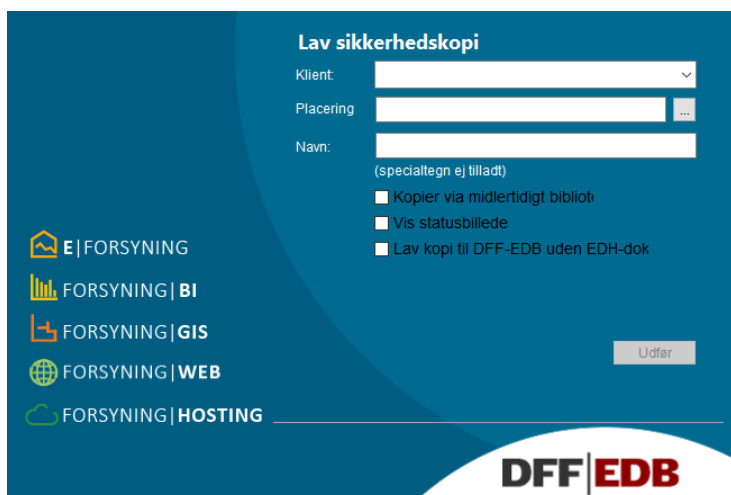 Lav sikkerhedskopi
Klient:
Placering
...
Navn:
(specialtegn ej tilladt)
Kopier via midlertidigt bibliote
Vis statusbillede
Lav kopi til DFF-EDB uden EDH-dok
Udfør
E|FORSYNING
FORSYNING|BI
FORSYNING|GIS
FORSYNING|WEB
FORSYNING|HOSTING
DFF|EDB